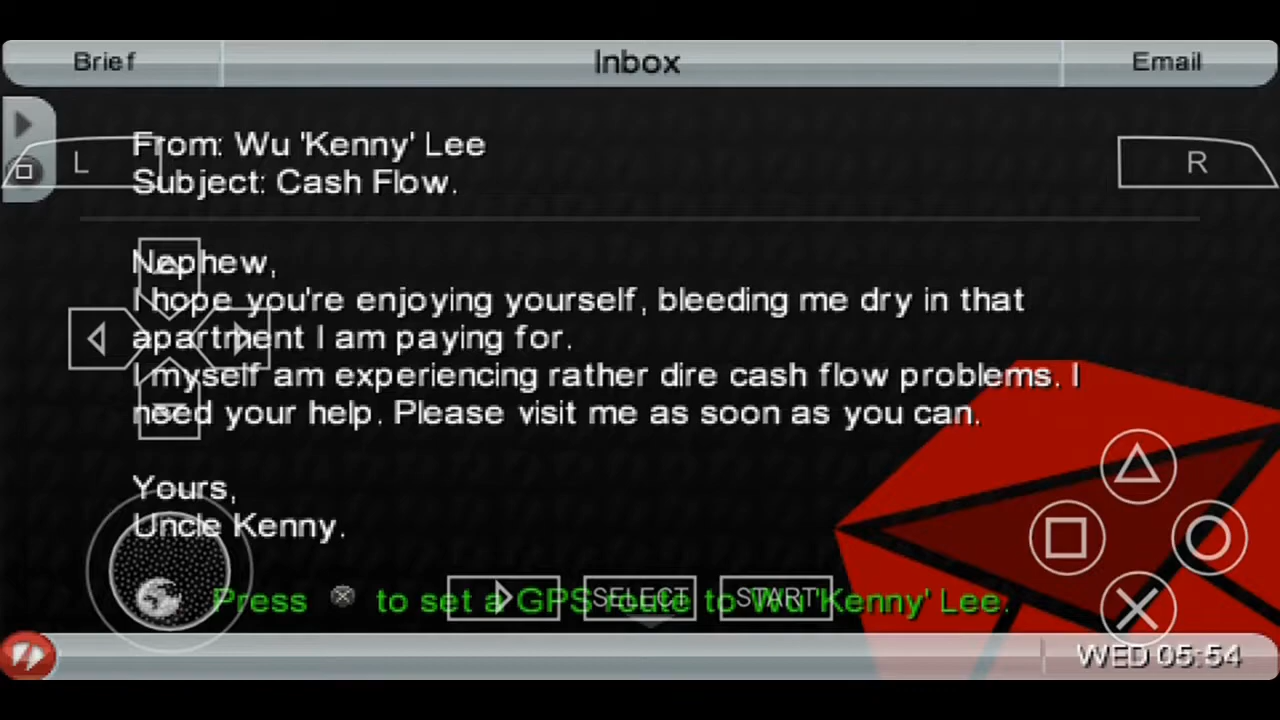 Brief
Inbox
Email
L
R
From: Wu 'Kenny' Lee
Subject: Cash Flow.
Nephew,
I hope you're enjoying yourself, bleeding me dry in that
apartment I am paying for.
I myself am experiencing rather dire cash flow problems. I
need your help. Please visit me as soon as you can.
Yours,
Uncle Kenny.
Press to set a GPS route to Wu 'Kenny' Lee.
SELECT
START
WED 05:54